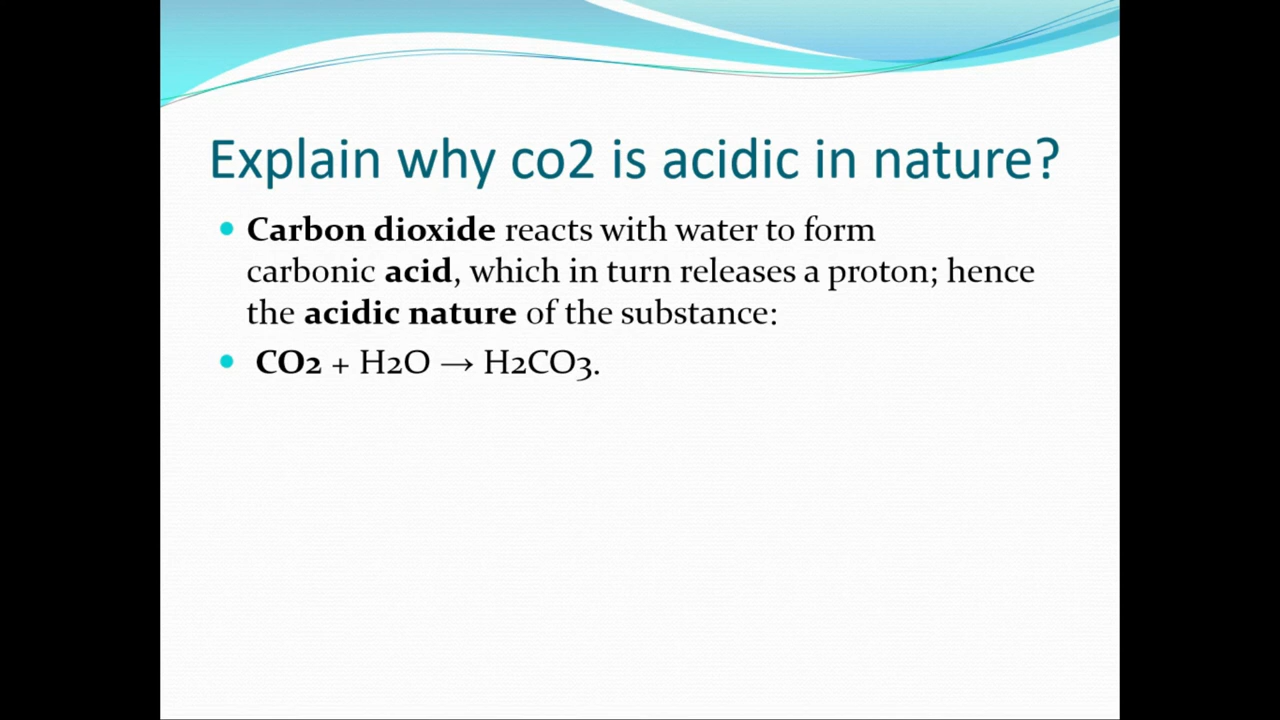 Explain why co2 is acidic in nature?
Carbon dioxide reacts with water to form
carbonic acid, which in turn releases a proton; hence
the acidic nature of the substance:
CO2 + H2O → H2CO3.